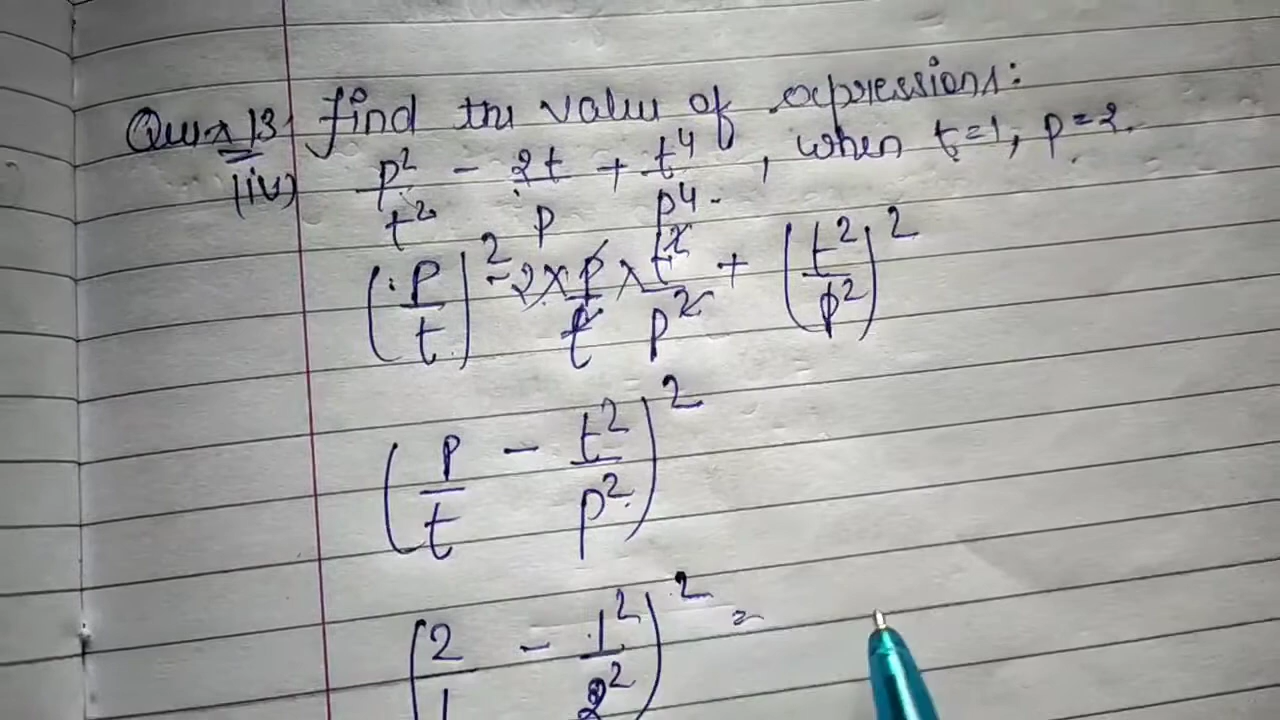 Ques 13 find the value of expressions:
(iv) p²/t² - 2t/p + t⁴/p⁴, when t=1, p=2.
(p/t)² - 2 × p/t × t²/p² + (t²/p²)²
(p/t - t²/p²)²
(2/1 - 1²/2²)² =